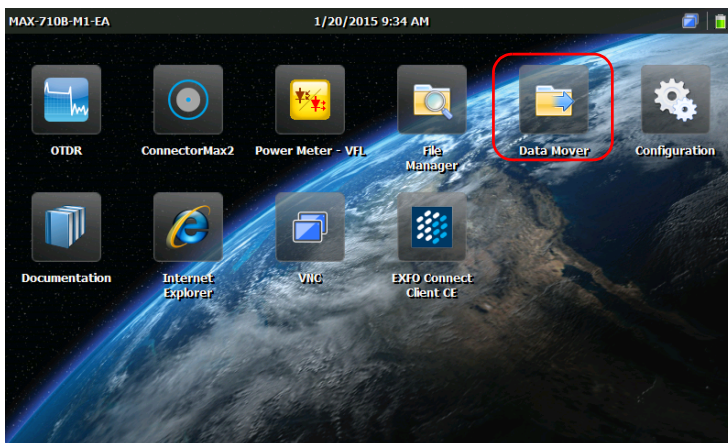 MAX-710B-M1-EA 1/20/2015 9:34 AM
OTDR ConnectorMax2 Power Meter - VFL File Manager Data Mover Configuration
Documentation Internet Explorer VNC EXFO Connect Client CE